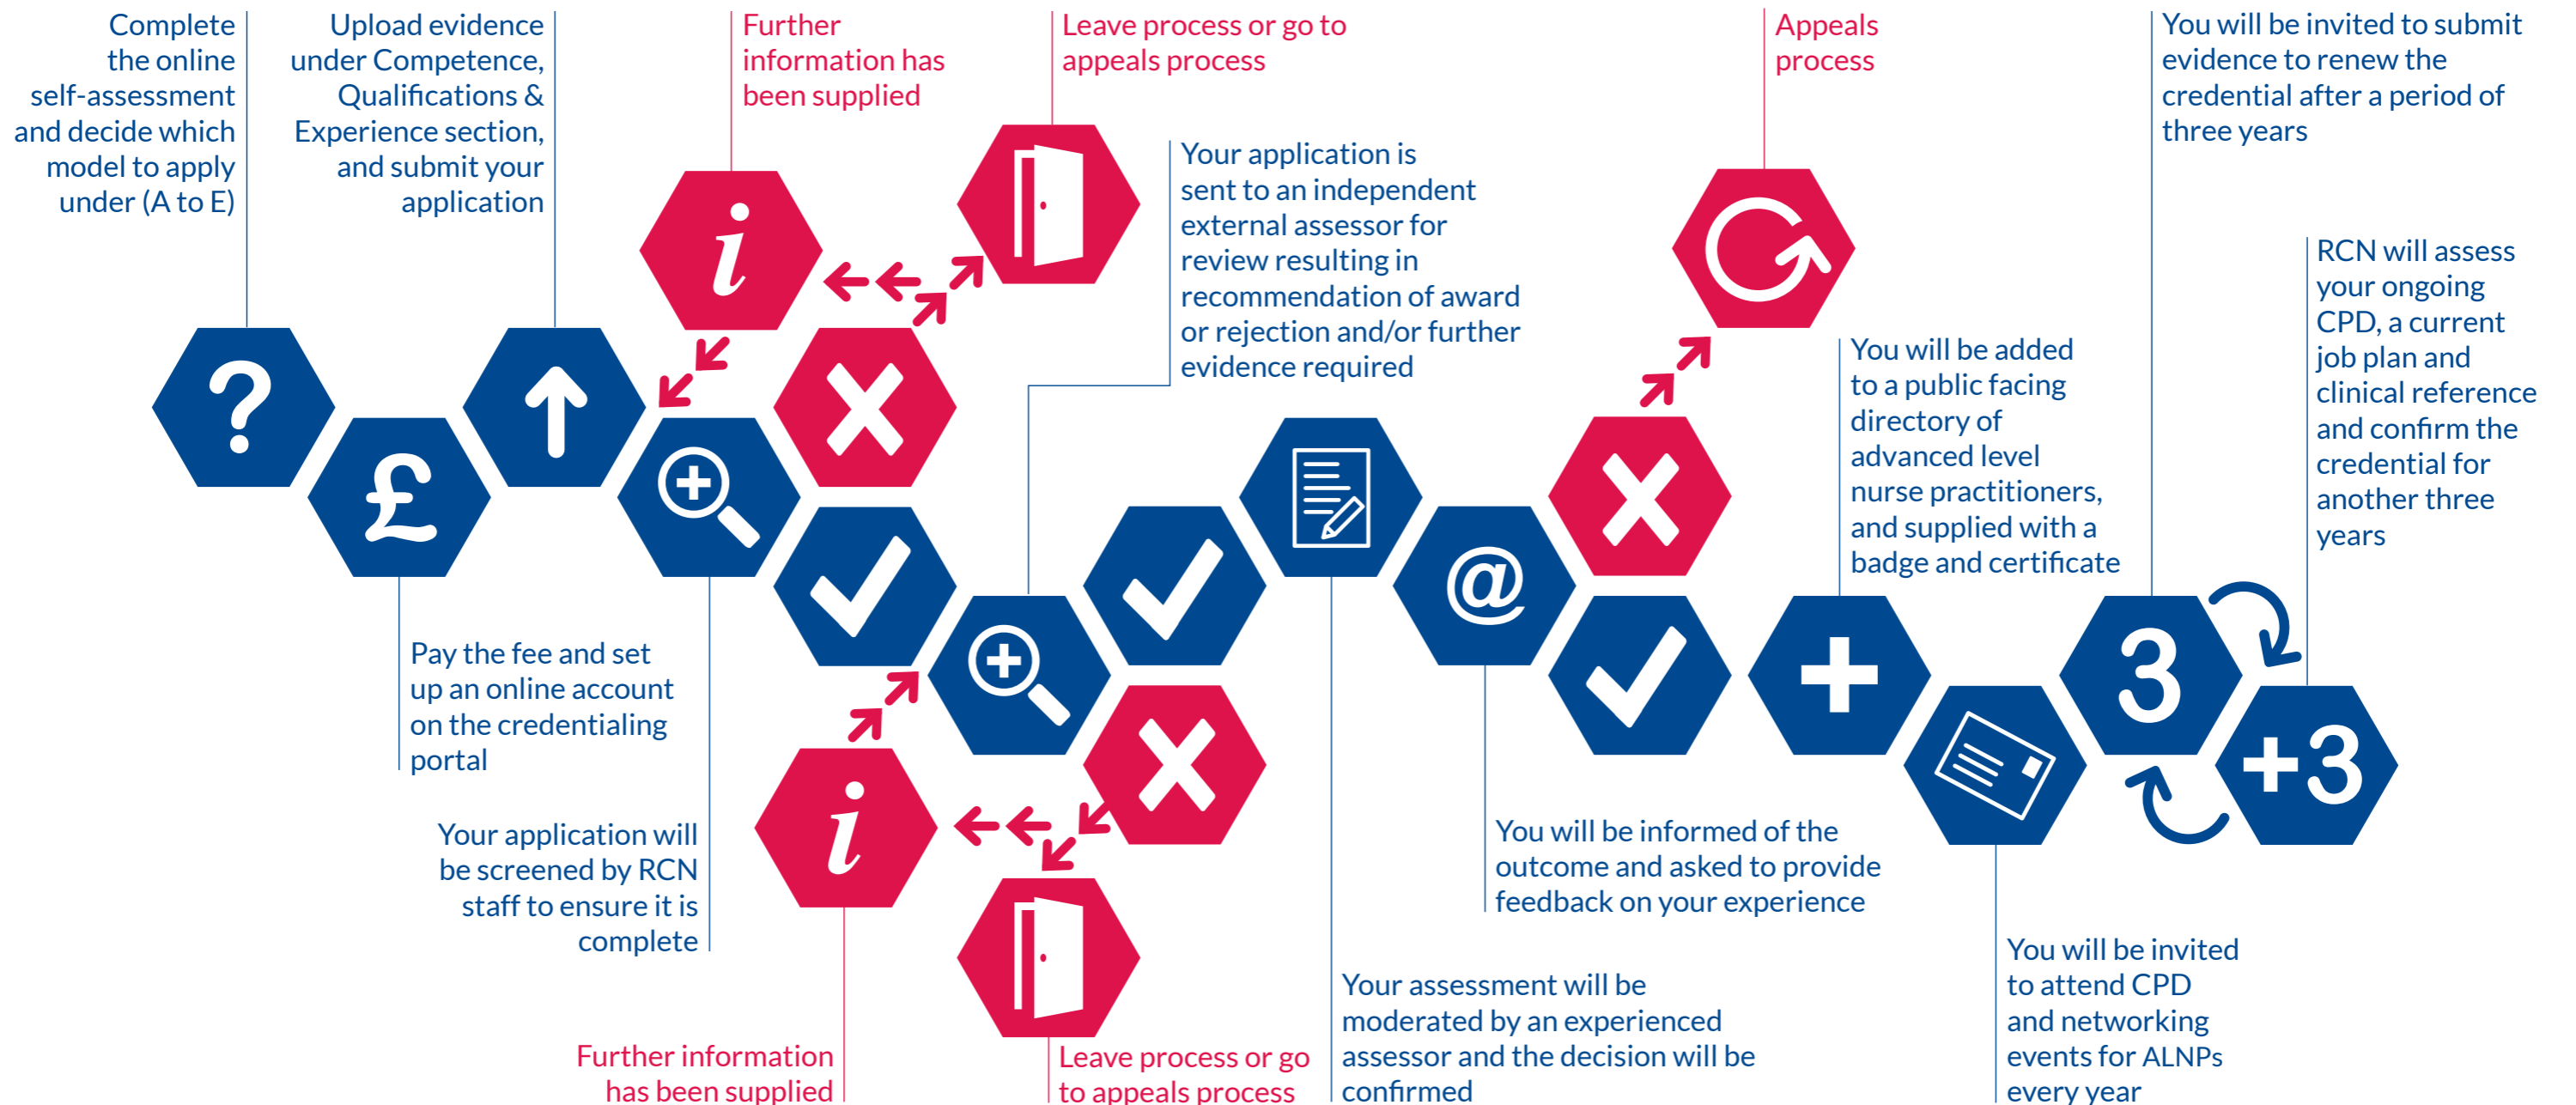 Complete
the online
self-assessment
and decide which
model to apply
under (A to E)
Upload evidence
under Competence,
Qualifications &
Experience section,
and submit your
application
Further
information has
been supplied
Leave process or go to
appeals process
Your application is
sent to an independent
external assessor for
review resulting in
recommendation of award
or rejection and/or further
evidence required
Appeals
process
You will be invited to submit
evidence to renew the
credential after a period of
three years
RCN will assess
your ongoing
CPD, a current
job plan and
clinical reference
and confirm the
credential for
another three
years
You will be added
to a public facing
directory of
advanced level
nurse practitioners,
and supplied with a
badge and certificate
i
?
£
@
3
+3
i
Pay the fee and set
up an online account
on the credentialing
portal
Your application will
be screened by RCN
staff to ensure it is
complete
Further information
has been supplied
Leave process or go
to appeals process
Your assessment will be
moderated by an experienced
assessor and the decision will be
confirmed
You will be informed of the
outcome and asked to provide
feedback on your experience
You will be invited
to attend CPD
and networking
events for ALNPs
every year